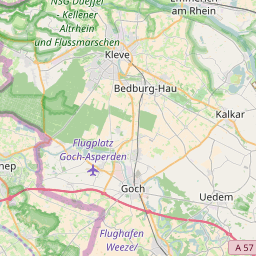 NSG Düffel
- Kellener
Altrhein
und Flussmarschen
Emmerich
am Rhein
Kleve
Bedburg-Hau
Kalkar
Flugplatz
Goch-Asperden
Goch
Uedem
Flughafen
Weeze/
A 57